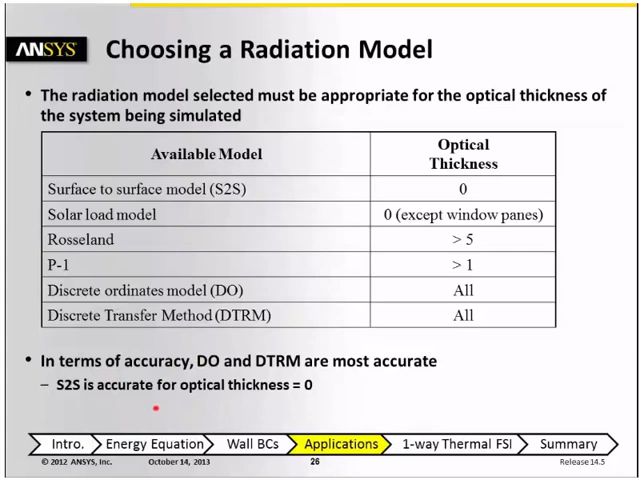 ANSYS
Choosing a Radiation Model
• The radiation model selected must be appropriate for the optical thickness of
the system being simulated
Available Model
Optical
Thickness
Surface to surface model (S2S) 0
Solar load model 0 (except window panes)
Rosseland > 5
P-1 > 1
Discrete ordinates model (DO) All
Discrete Transfer Method (DTRM) All
• In terms of accuracy, DO and DTRM are most accurate
– S2S is accurate for optical thickness = 0
Intro. Energy Equation Wall BCs Applications 1-way Thermal FSI Summary
© 2012 ANSYS, Inc. October 14, 2013 26 Release 14.5